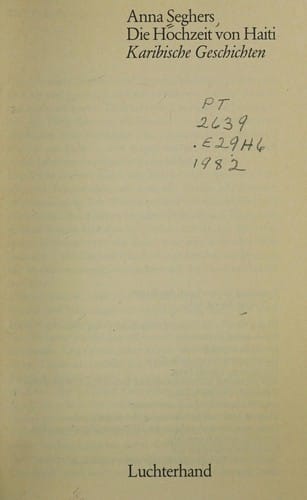 Anna Seghers
Die Hochzeit von Haiti
Karibische Geschichten
PT
2639
.E29H6
1982
Luchterhand